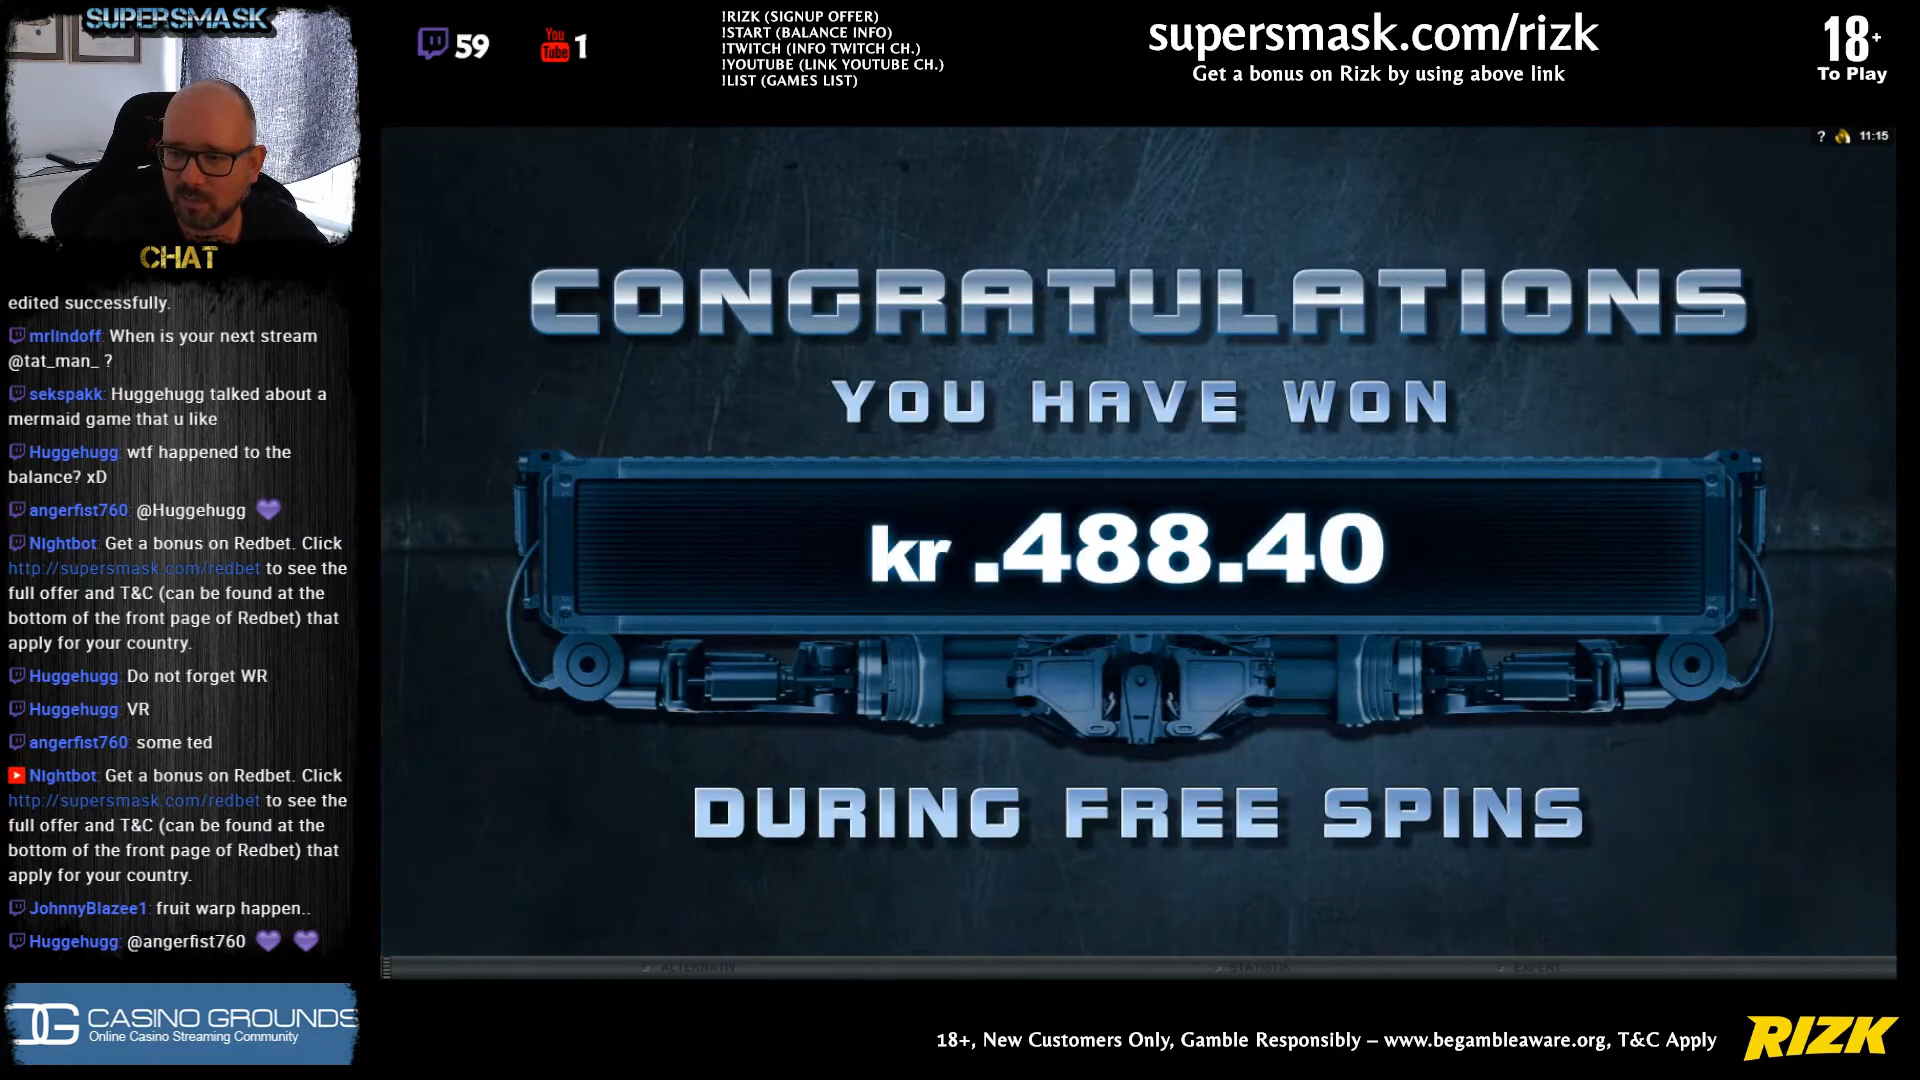 SUPERSMASK
59
You Tube 1
!RIZK (SIGNUP OFFER)
!START (BALANCE INFO)
!TWITCH (INFO TWITCH CH.)
!YOUTUBE (LINK YOUTUBE CH.)
!LIST (GAMES LIST)
supersmask.com/rizk
Get a bonus on Rizk by using above link
18+
To Play
? 11:15
CHAT
edited successfully.
mrlindoff: When is your next stream
@tat_man_ ?
sekspakk: Huggehugg talked about a
mermaid game that u like
Huggehugg: wtf happened to the
balance? xD
angerfist760: @Huggehugg
Nightbot: Get a bonus on Redbet. Click
http://supersmask.com/redbet to see the
full offer and T&C (can be found at the
bottom of the front page of Redbet) that
apply for your country.
Huggehugg: Do not forget WR
Huggehugg: VR
angerfist760: some ted
Nightbot: Get a bonus on Redbet. Click
http://supersmask.com/redbet to see the
full offer and T&C (can be found at the
bottom of the front page of Redbet) that
apply for your country.
JohnnyBlazee1: fruit warp happen..
Huggehugg: @angerfist760
CONGRATULATIONS
YOU HAVE WON
kr .488.40
DURING FREE SPINS
ALTERNATIV
STATISTIK
EXPERT
CG CASINO GROUNDS
Online Casino Streaming Community
18+, New Customers Only, Gamble Responsibly – www.begambleaware.org, T&C Apply
RIZK